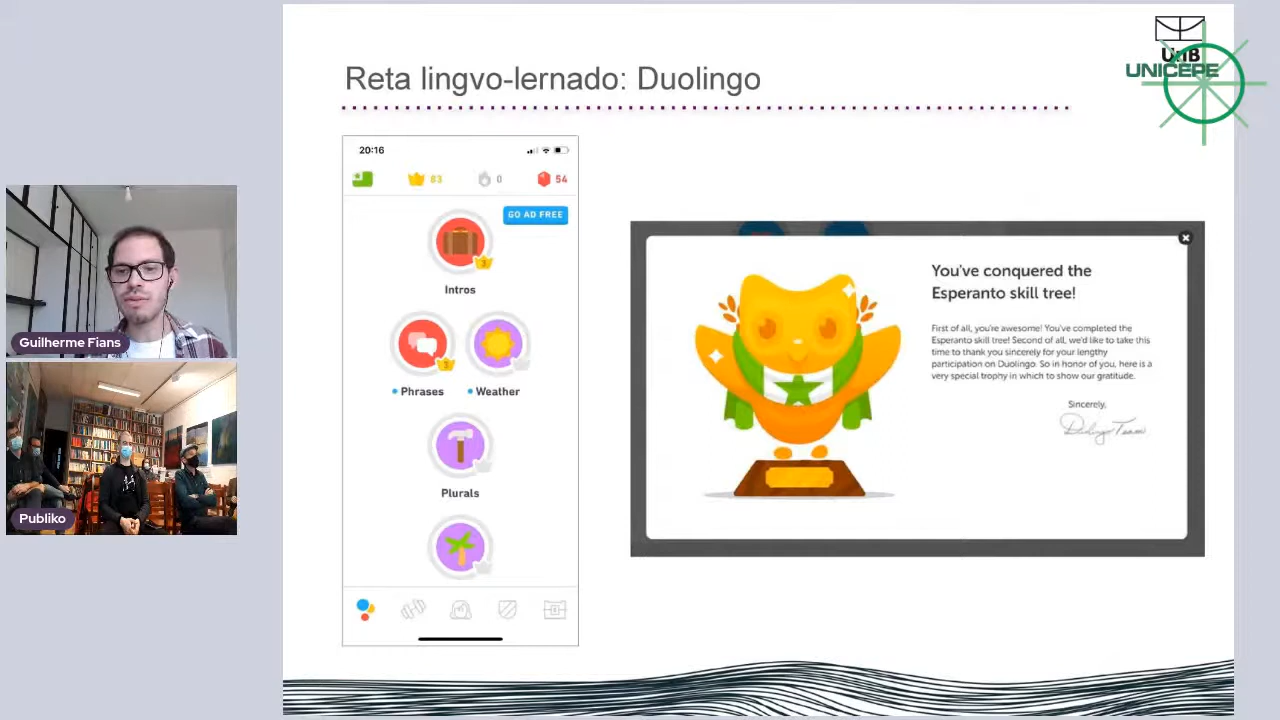 Reta lingvo-lernado: Duolingo
UnB
UNICEPE
20:16
83
0
54
GO AD FREE
3
Intros
3
Phrases
Weather
Plurals
You've conquered the
Esperanto skill tree!
First of all, you're awesome! You've completed the
Esperanto skill tree! Second of all, we'd like to take this
time to thank you sincerely for your lengthy
participation on Duolingo. So in honor of you, here is a
very special trophy in which to show our gratitude.
Sincerely,
Duolingo Team
Guilherme Fians
Publiko